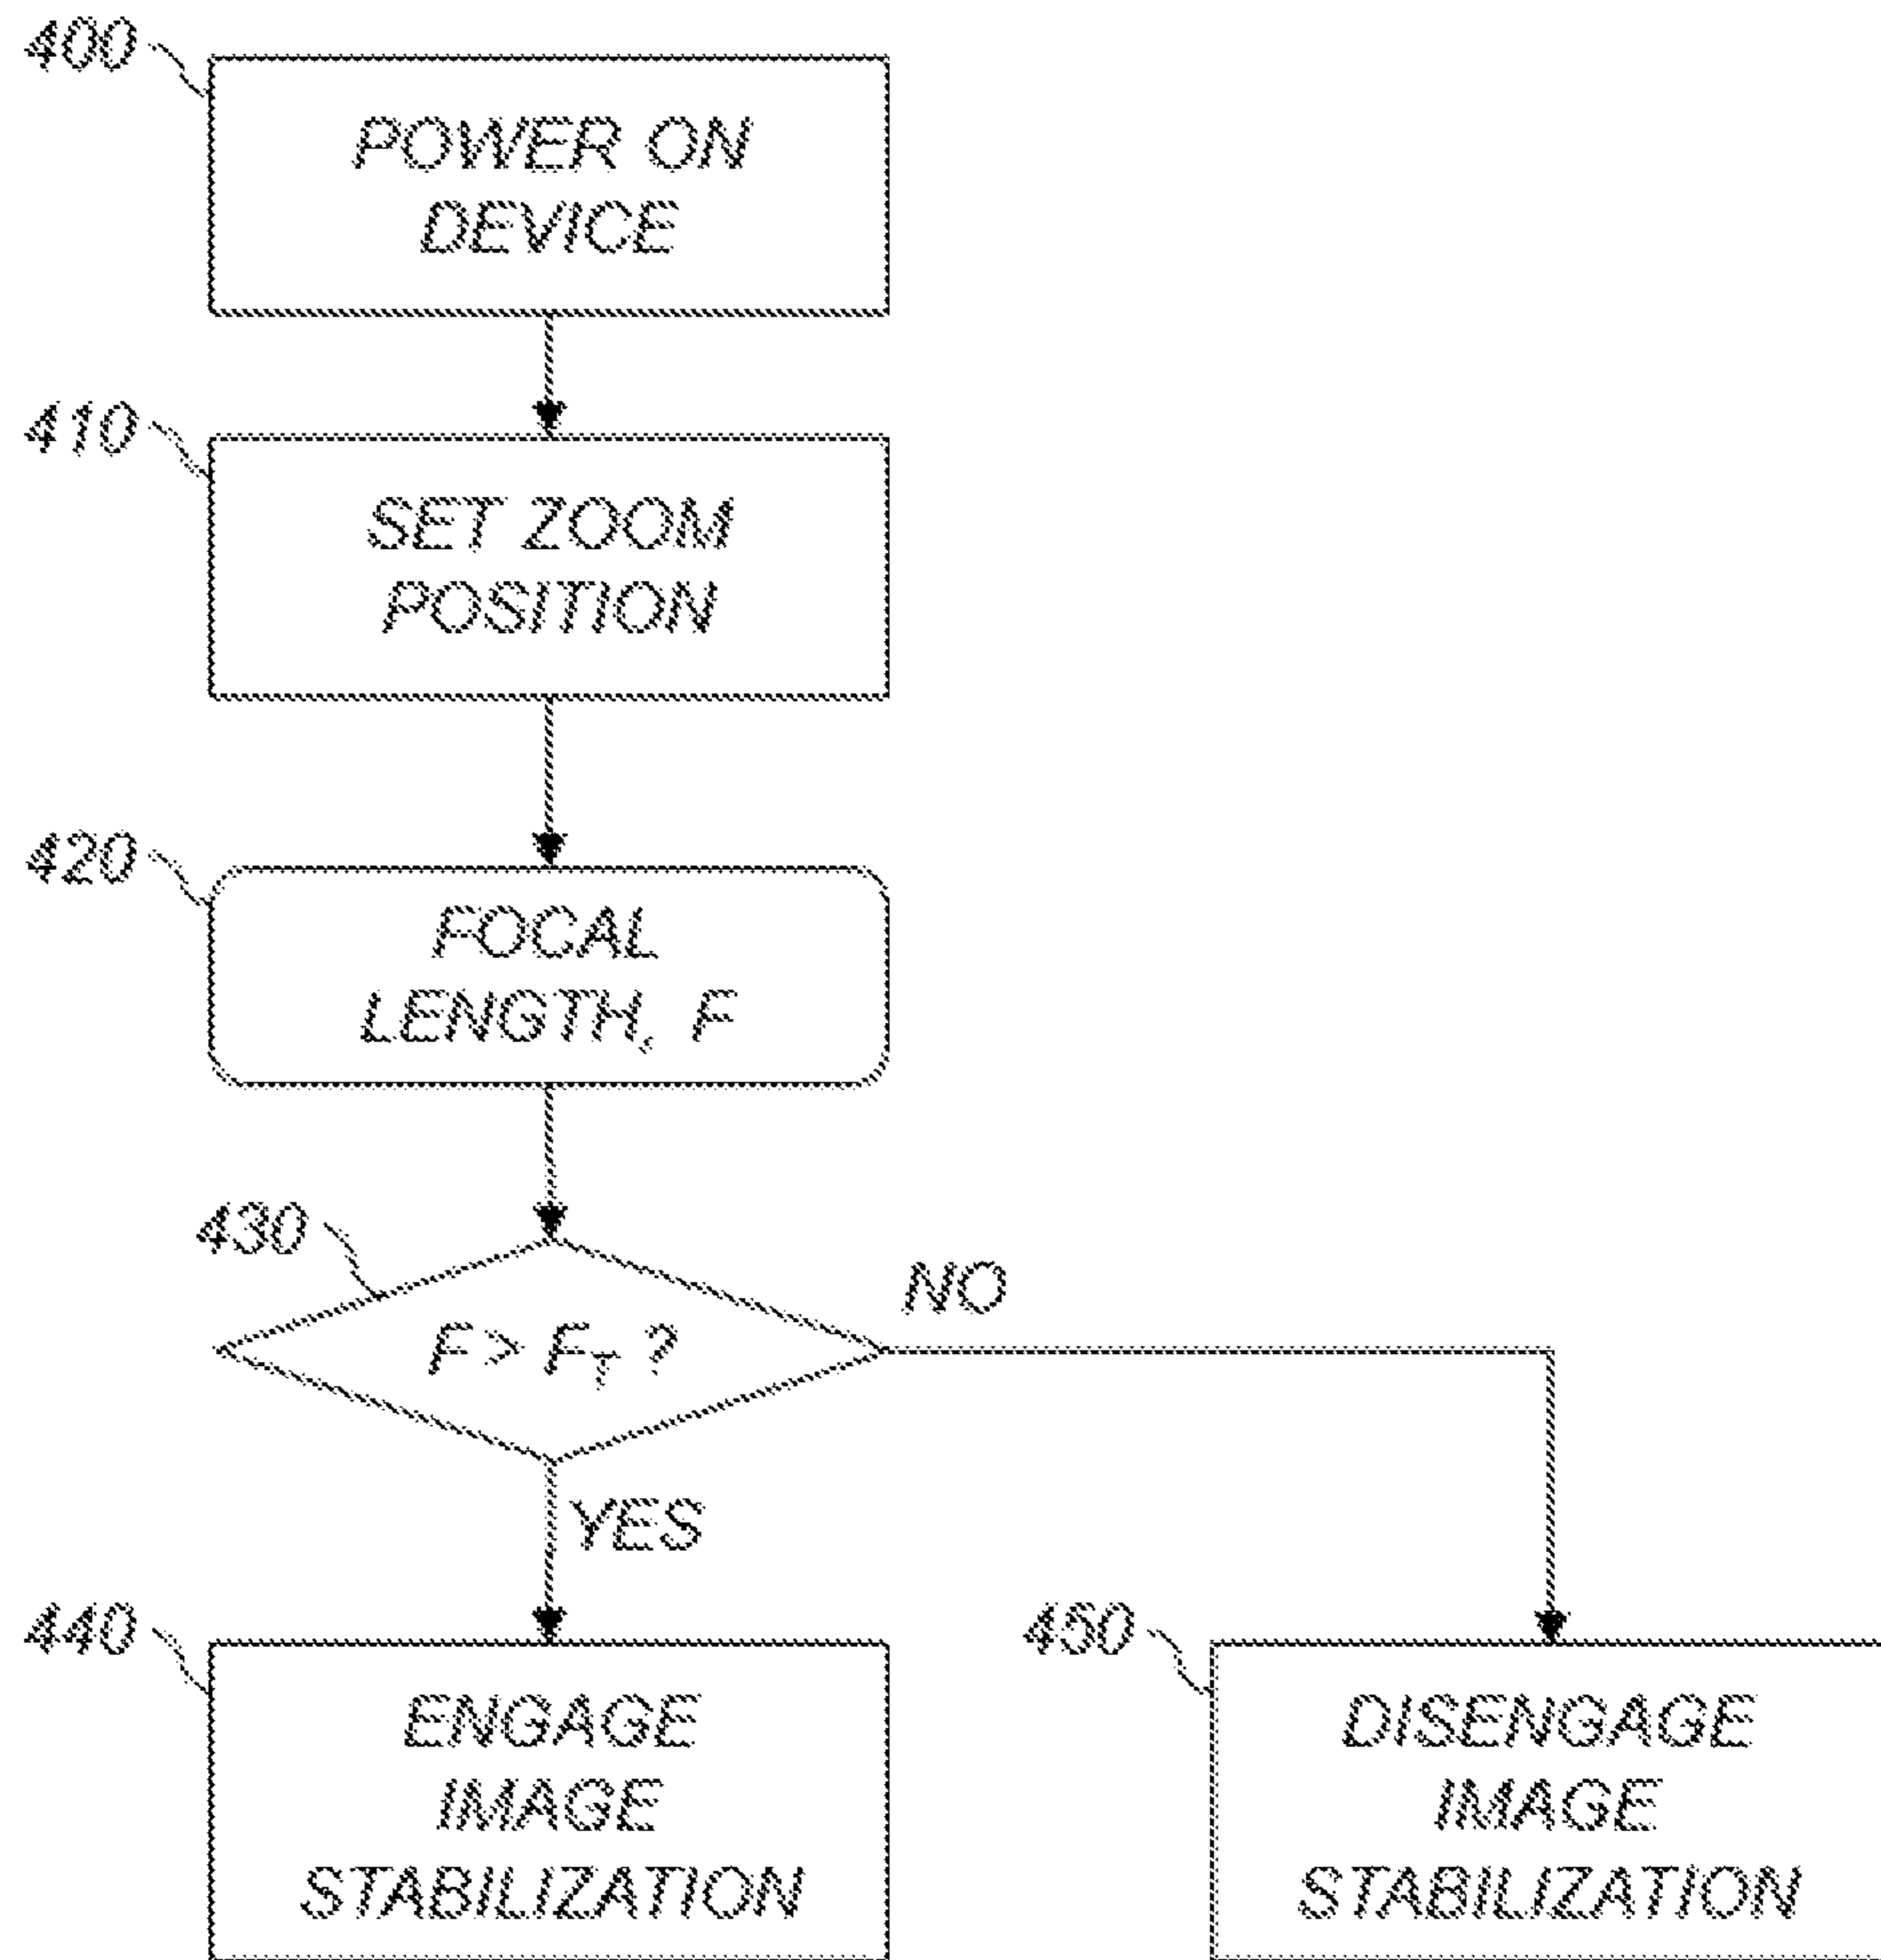 400
POWER ON
DEVICE
410
SET ZOOM
POSITION
420
FOCAL
LENGTH, F
430
F > FT ?
NO
YES
440
ENGAGE
IMAGE
STABILIZATION
450
DISENGAGE
IMAGE
STABILIZATION